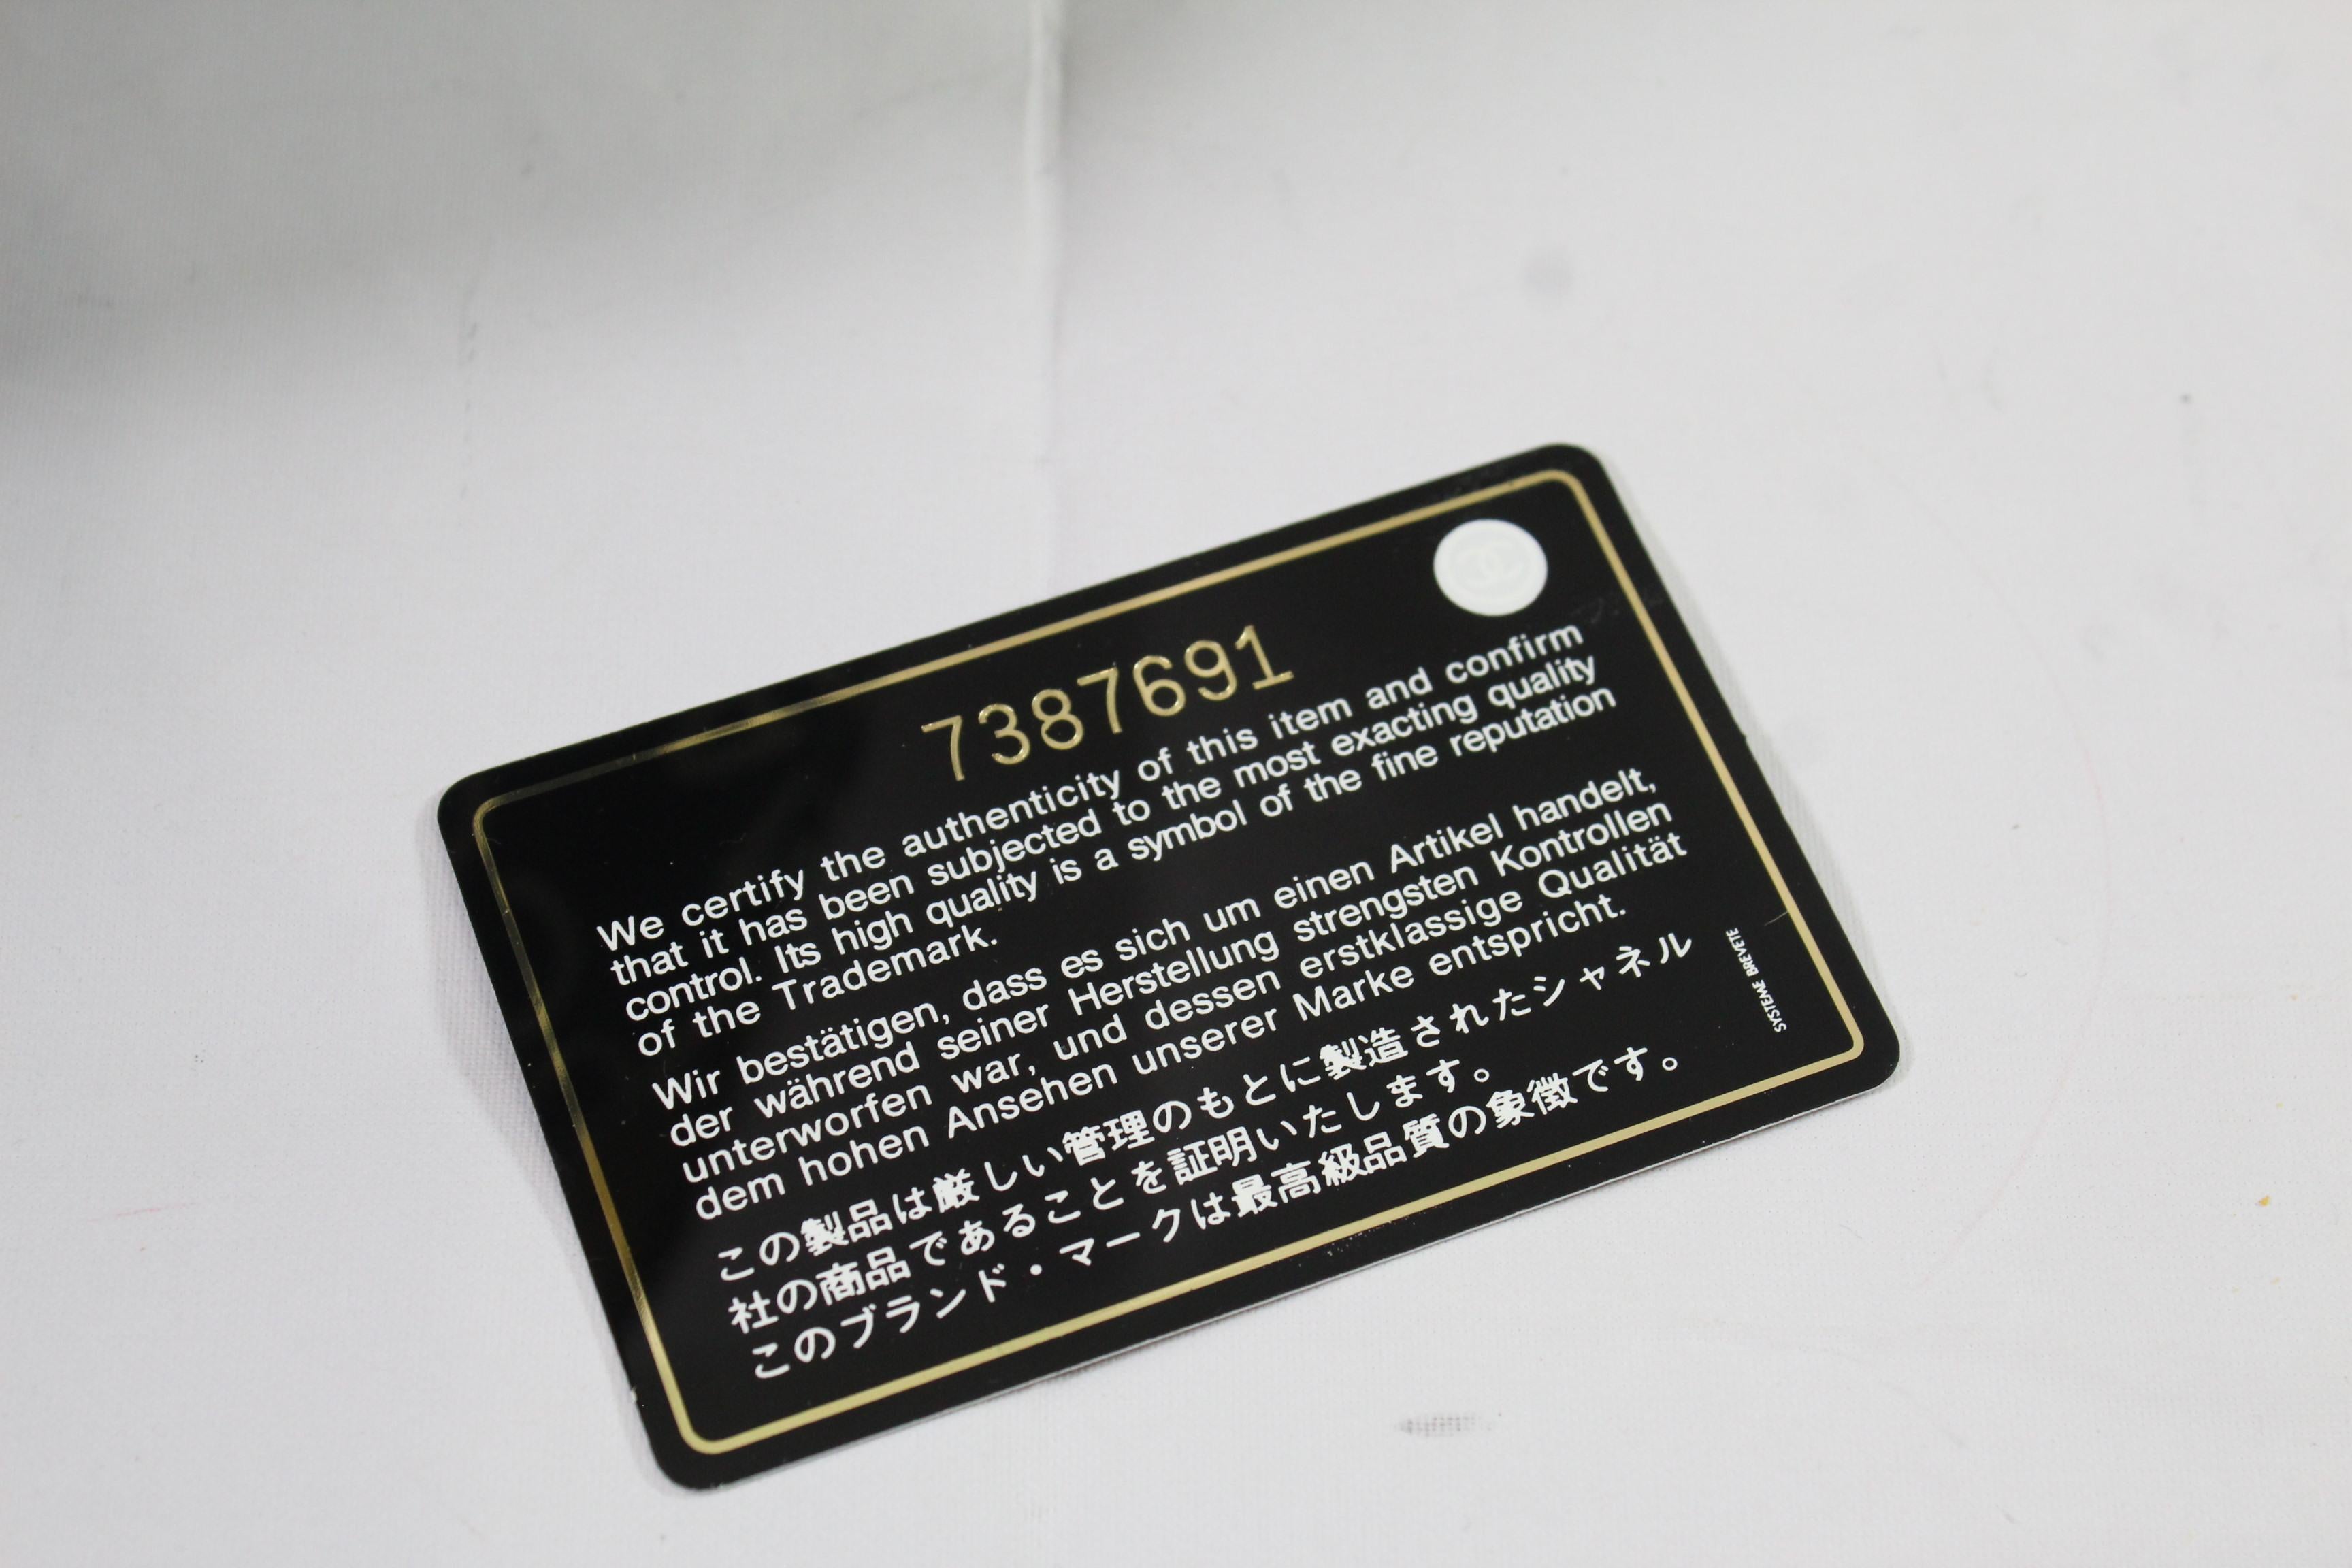 7387691
We certify the authenticity of this item and confirm
that it has been subjected to the most exacting quality
control. Its high quality is a symbol of the fine reputation
of the Trademark.
Wir bestätigen, dass es sich um einen Artikel handelt,
der während seiner Herstellung strengsten Kontrollen
unterworfen war, und dessen erstklassige Qualität
dem hohen Ansehen unserer Marke entspricht.
この製品は厳しい管理のもとに製造されたシャネル
社の商品であることを証明いたします。
このブランド・マークは最高級品質の象徴です。
SYSTEME BREVETE